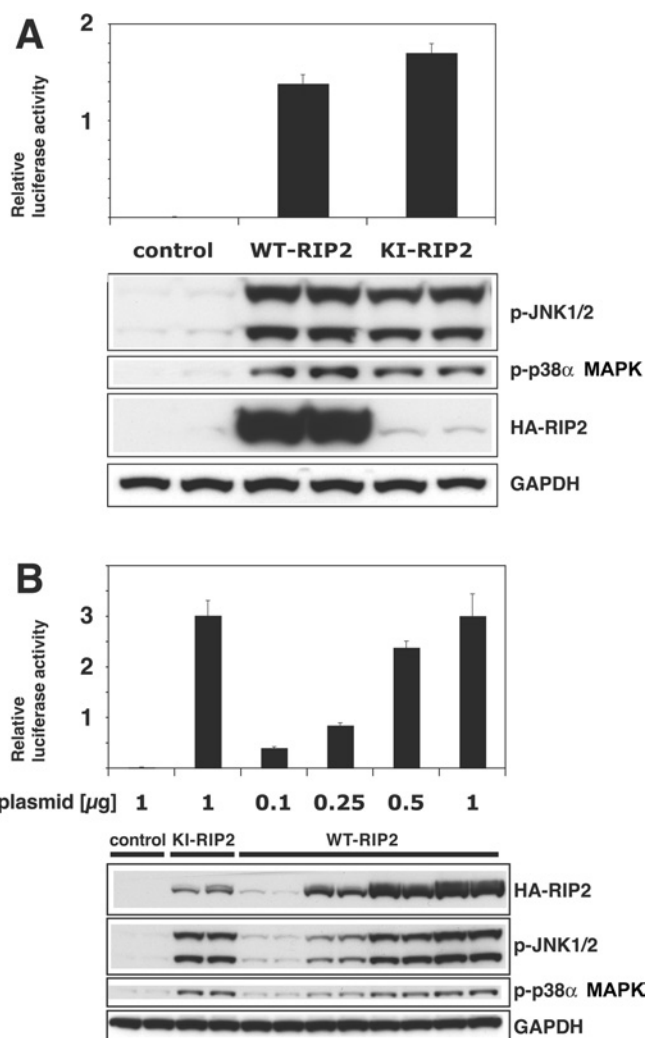 A
2
1
Relative
luciferase activity
control WT-RIP2 KI-RIP2
p-JNK1/2
p-p38α MAPK
HA-RIP2
GAPDH
B
3
2
1
Relative
luciferase activity
plasmid [µg] 1 1 0.1 0.25 0.5 1
control KI-RIP2 WT-RIP2
HA-RIP2
p-JNK1/2
p-p38α MAPK
GAPDH